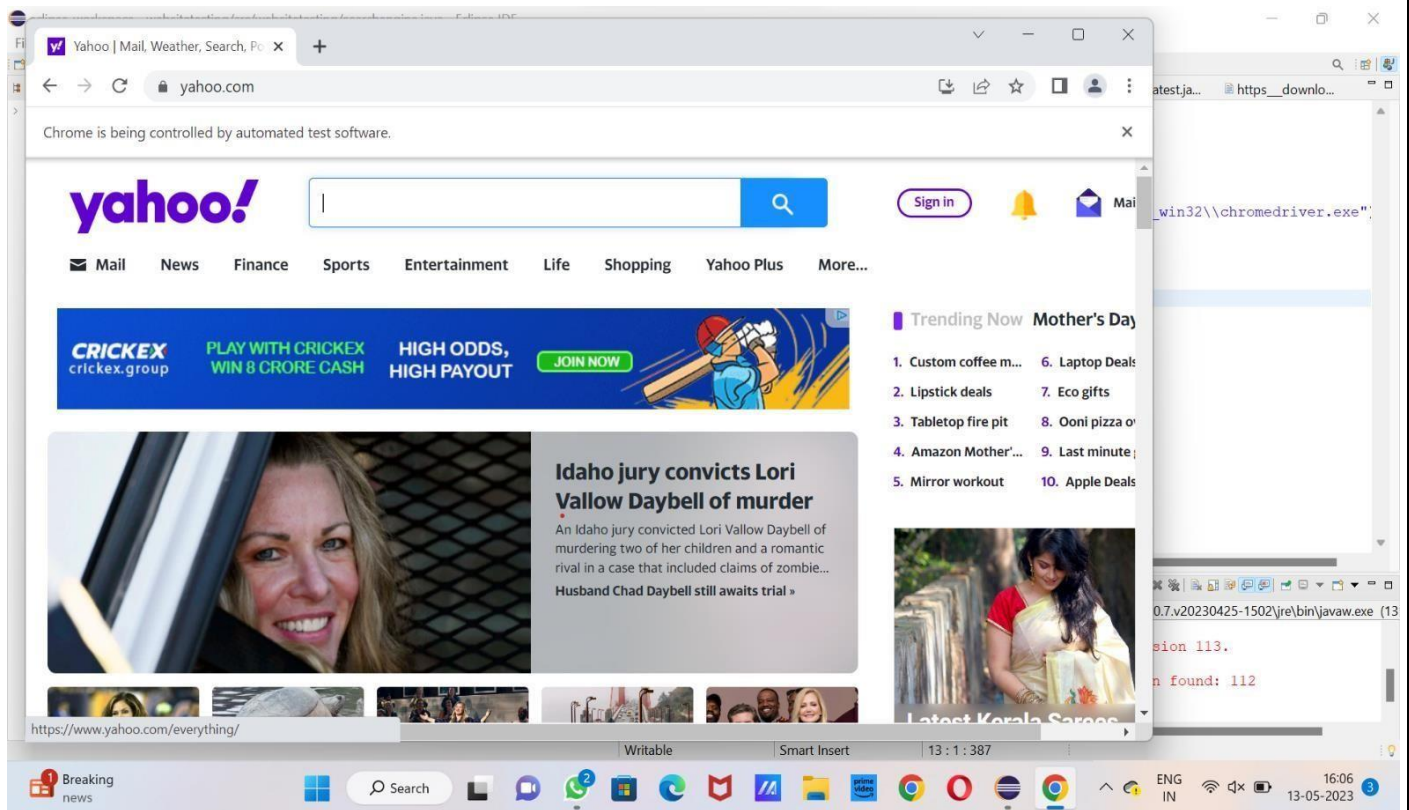 Yahoo | Mail, Weather, Search, Po
yahoo.com
atest.ja... https__downlo...
Chrome is being controlled by automated test software.
yahoo!
Sign in
Mai
_win32\\chromedriver.exe"
Mail News Finance Sports Entertainment Life Shopping Yahoo Plus More...
CRICKEX
crickex.group
PLAY WITH CRICKEX
WIN 8 CRORE CASH
HIGH ODDS,
HIGH PAYOUT
JOIN NOW
Trending Now Mother's Day
1. Custom coffee m... 6. Laptop Deals
2. Lipstick deals 7. Eco gifts
3. Tabletop fire pit 8. Ooni pizza o
4. Amazon Mother'... 9. Last minute
5. Mirror workout 10. Apple Deals
Idaho jury convicts Lori
Vallow Daybell of murder
An Idaho jury convicted Lori Vallow Daybell of
murdering two of her children and a romantic
rival in a case that included claims of zombie...
Husband Chad Daybell still awaits trial »
Latest Kerala Sarees
0.7.v20230425-1502\jre\bin\javaw.exe (13
sion 113.
n found: 112
https://www.yahoo.com/everything/
Writable Smart Insert 13 : 1 : 387
1
Breaking
news
Search
2
prime
video
ENG
IN
16:06
13-05-2023
3